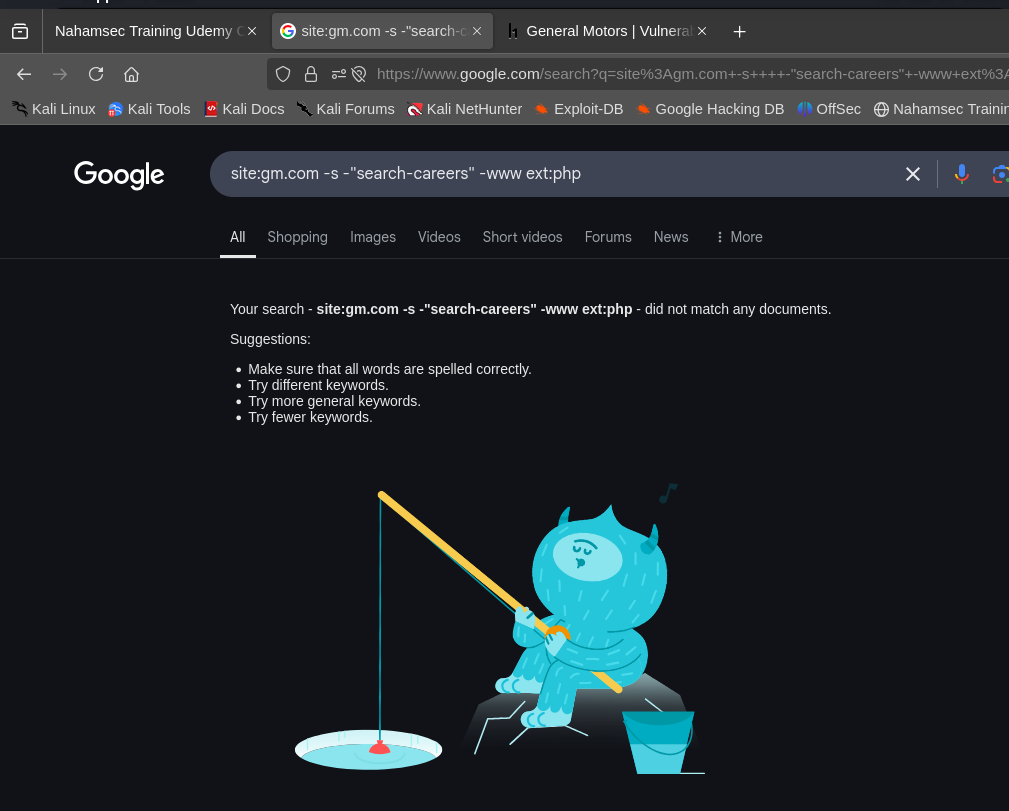 Nahamsec Training Udemy
site:gm.com -s -"search-c
General Motors | Vulnera
https://www.google.com/search?q=site%3Agm.com+-s++++-"search-careers"+-www+ext%3A
Kali Linux Kali Tools Kali Docs Kali Forums Kali NetHunter Exploit-DB Google Hacking DB OffSec Nahamsec Trainin
Google
site:gm.com -s -"search-careers" -www ext:php
All Shopping Images Videos Short videos Forums News More
Your search - site:gm.com -s -"search-careers" -www ext:php - did not match any documents.
Suggestions:
Make sure that all words are spelled correctly.
Try different keywords.
Try more general keywords.
Try fewer keywords.